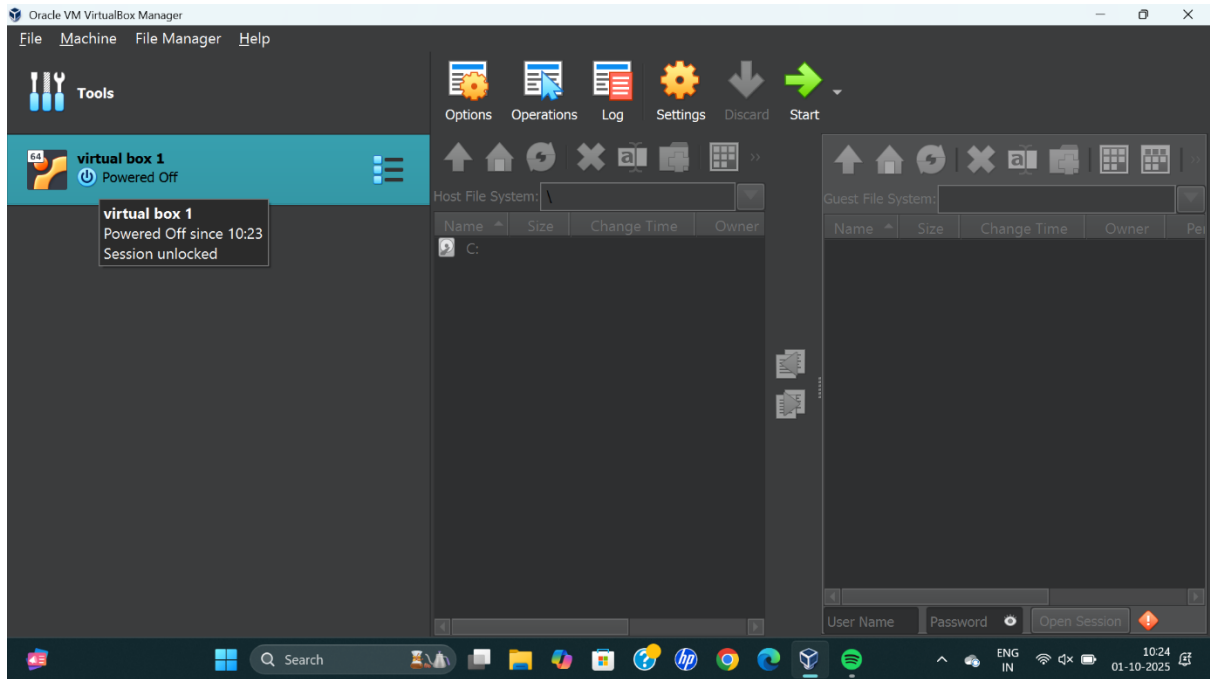 Oracle VM VirtualBox Manager
File Machine File Manager Help
Tools
Options Operations Log Settings Discard Start
64
virtual box 1
Powered Off
virtual box 1
Powered Off since 10:23
Session unlocked
Host File System: \
Name Size Change Time Owner
C:
Guest File System:
Name Size Change Time Owner Per
User Name Password Open Session
Search
ENG
IN
10:24
01-10-2025